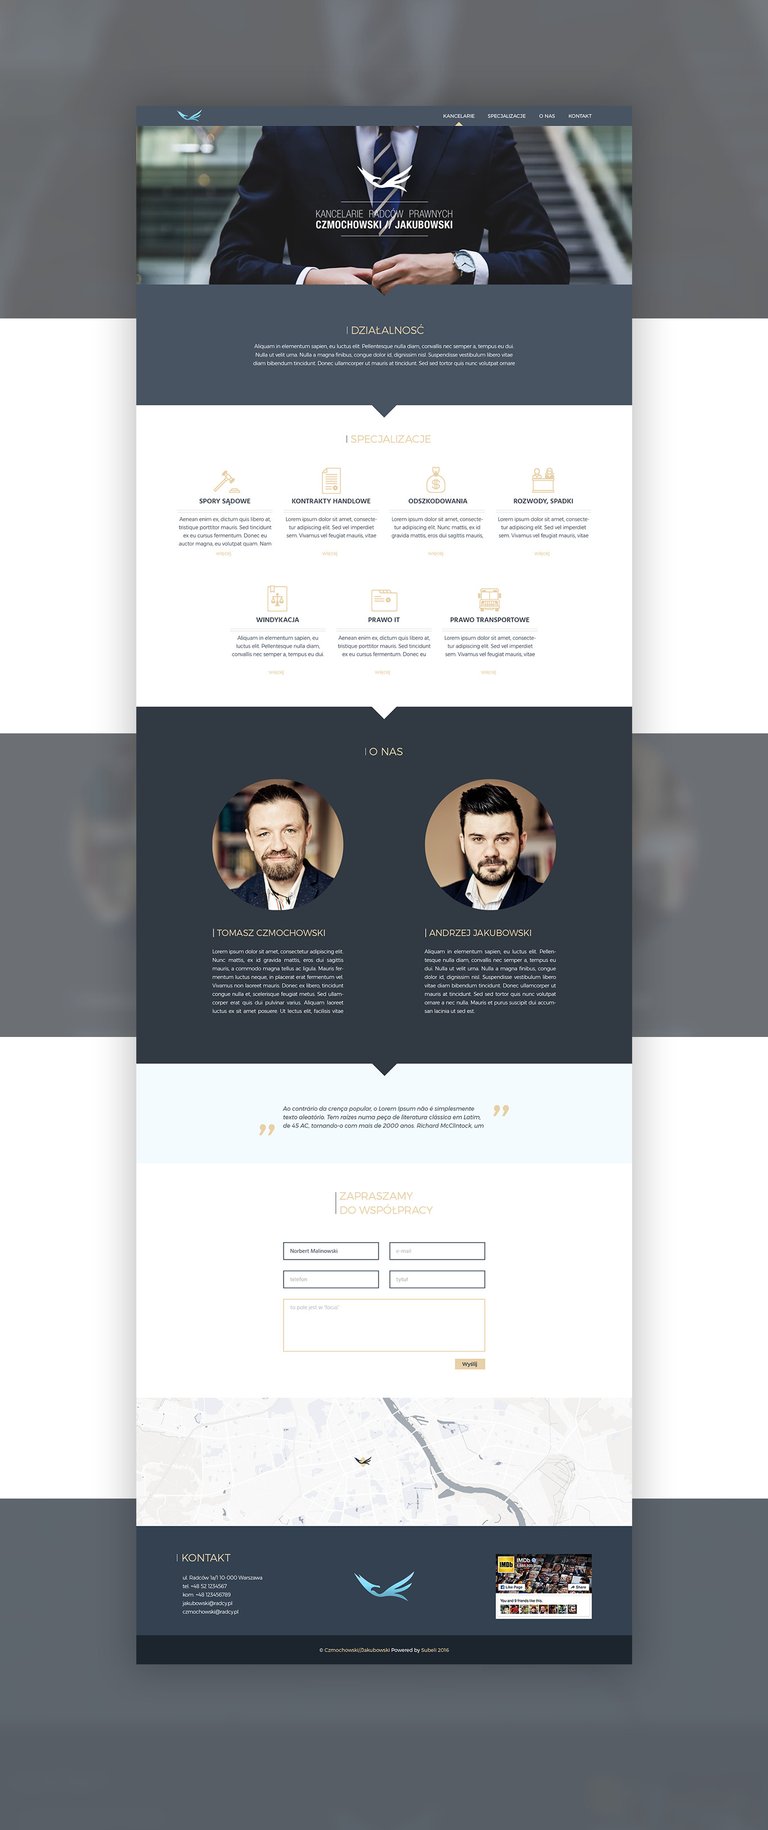 KANCELARIE SPECJALIZACJE O NAS KONTAKT
KANCELARIE RADCÓW PRAWNYCH
CZMOCHOWSKI // JAKUBOWSKI
DZIAŁALNOŚĆ
Aliquam in elementum sapien, eu luctus elit. Pellentesque nulla diam, convallis nec semper a, tempus eu dui.
Nulla ut velit urna. Nulla a magna finibus, congue dolor id, dignissim nisl. Suspendisse vestibulum libero vitae
diam bibendum tincidunt. Donec ullamcorper ut mauris at tincidunt. Sed sed tortor quis nunc volutpat ornare
SPECJALIZACJE
SPORY SĄDOWE
Aenean enim ex, dictum quis libero at,
tristique porttitor mauris. Sed tincidunt
ex eu cursus fermentum. Donec eu
auctor magna, eu volutpat quam. Nam
więcej
KONTRAKTY HANDLOWE
Lorem ipsum dolor sit amet, consecte-
tur adipiscing elit. Sed vel imperdiet
sem. Vivamus vel feugiat mauris, vitae
więcej
ODSZKODOWANIA
Lorem ipsum dolor sit amet, consecte-
tur adipiscing elit. Nunc mattis, ex id
gravida mattis, eros dui sagittis mauris,
więcej
ROZWODY, SPADKI
Lorem ipsum dolor sit amet, consecte-
tur adipiscing elit. Sed vel imperdiet
sem. Vivamus vel feugiat mauris, vitae
więcej
WINDYKACJA
Aliquam in elementum sapien, eu
luctus elit. Pellentesque nulla diam,
convallis nec semper a, tempus eu dui.
więcej
PRAWO IT
Aenean enim ex, dictum quis libero at,
tristique porttitor mauris. Sed tincidunt
ex eu cursus fermentum. Donec eu
więcej
PRAWO TRANSPORTOWE
Lorem ipsum dolor sit amet, consecte-
tur adipiscing elit. Sed vel imperdiet
sem. Vivamus vel feugiat mauris, vitae
więcej
O NAS
TOMASZ CZMOCHOWSKI
Lorem ipsum dolor sit amet, consectetur adipiscing elit.
Nunc mattis, ex id gravida mattis, eros dui sagittis
mauris, a commodo magna tellus ac ligula. Mauris fer-
mentum luctus neque, in placerat erat fermentum vel.
Vivamus non laoreet mauris. Donec ex libero, tincidunt
congue nulla et, scelerisque feugiat metus. Sed ullam-
corper erat quis dui pulvinar varius. Aliquam laoreet
luctus ex sit amet posuere. Ut lectus elit, facilisis vitae
ANDRZEJ JAKUBOWSKI
Aliquam in elementum sapien, eu luctus elit. Pellen-
tesque nulla diam, convallis nec semper a, tempus eu
dui. Nulla ut velit urna. Nulla a magna finibus, congue
dolor id, dignissim nisl. Suspendisse vestibulum libero
vitae diam bibendum tincidunt. Donec ullamcorper ut
mauris at tincidunt. Sed sed tortor quis nunc volutpat
ornare a nec nulla. Mauris et purus suscipit dui accum-
san lacinia ut sed est.
Ao contrário da crença popular, o Lorem Ipsum não é simplesmente
texto aleatório. Tem raízes numa peça de literatura clássica em Latim,
de 45 AC, tornando-o com mais de 2000 anos. Richard McClintock, um
ZAPRASZAMY
DO WSPÓŁPRACY
Norbert Malinowski
e-mail
telefon
tytuł
to pole jest w 'focus'
Wyślij
KONTAKT
ul. Radców 1a/1 10-000 Warszawa
tel. +48 52 1234567
kom. +48 123456789
jakubowski@radcy.pl
czmochowski@radcy.pl
IMDb
IMDb
Like Page
Share
You and 9 friends like this.
© Czmochowski//Jakubowski Powered by Subeli 2016